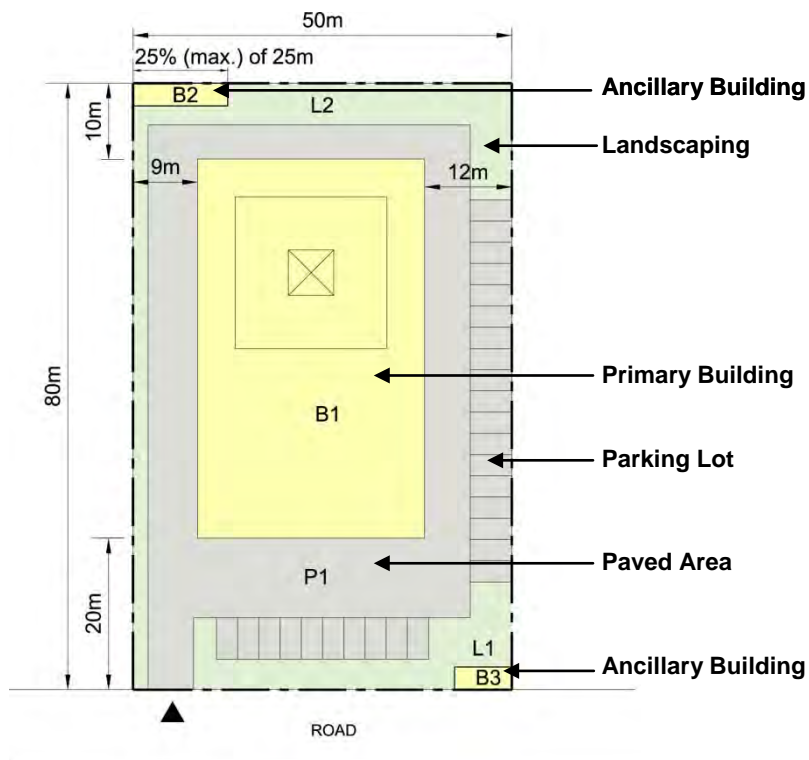 50m
25% (max.) of 25m
B2
Ancillary Building
L2
10m
Landscaping
9m
12m
80m
Primary Building
B1
Parking Lot
Paved Area
P1
20m
L1
Ancillary Building
B3
ROAD